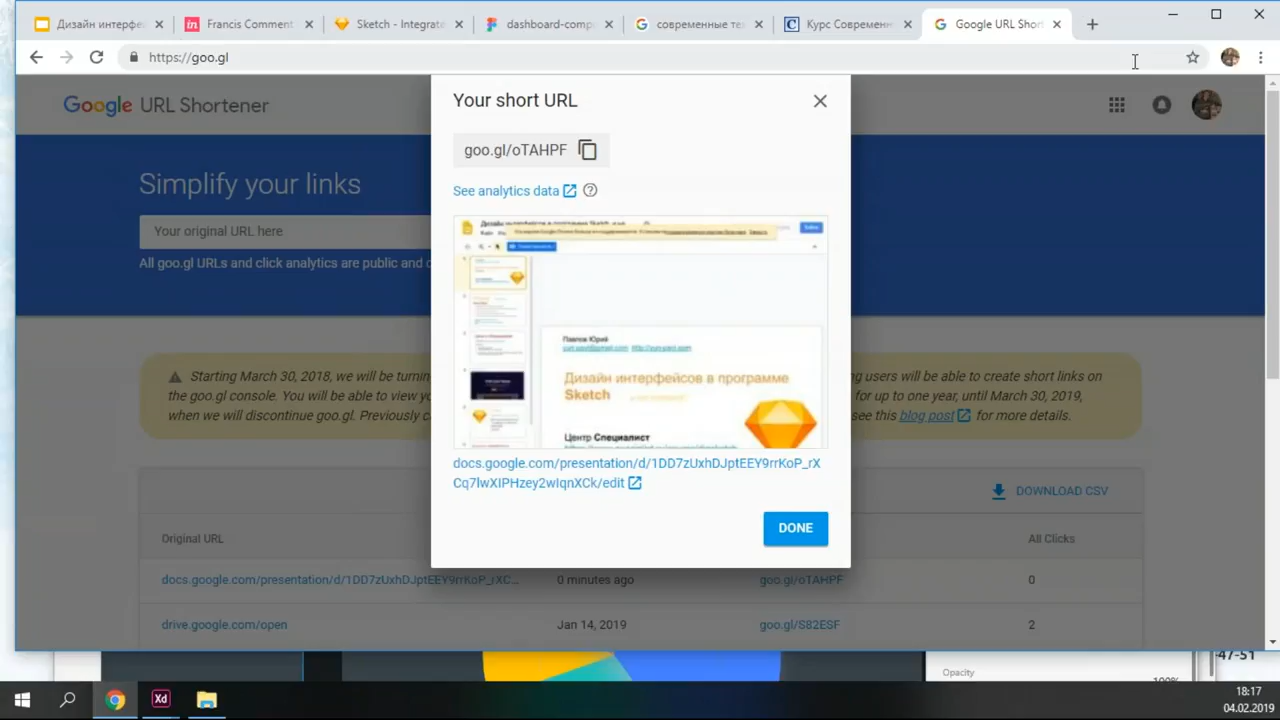 Дизайн интерфе
Francis Comment
Sketch - Integrate
dashboard-comp
современные те
Курс Современн
Google URL Shor
https://goo.gl
Google URL Shortener
Your short URL
goo.gl/oTAHPF
See analytics data
Simplify your links
Your original URL here
All goo.gl URLs and click analytics are public and c
Павлов Юрий
Дизайн интерфейсов в программе
Sketch
Центр Специалист
docs.google.com/presentation/d/1DD7zUxhDJptEEY9rrKoP_rX
Cq7lwXIPHzey2wIqnXCk/edit
DONE
Starting March 30, 2018, we will be turnin
ng users will be able to create short links on
the goo.gl console. You will be able to view yo
for up to one year, until March 30, 2019,
when we will discontinue goo.gl. Previously c
see this blog post for more details.
DOWNLOAD CSV
Original URL
All Clicks
docs.google.com/presentation/d/1DD7zUxhDJptEEY9rrKoP_rXC...
0 minutes ago
goo.gl/oTAHPF
0
drive.google.com/open
Jan 14, 2019
goo.gl/S82ESF
2
-47-51
Opacity
100%
Xd
18:17
04.02.2019